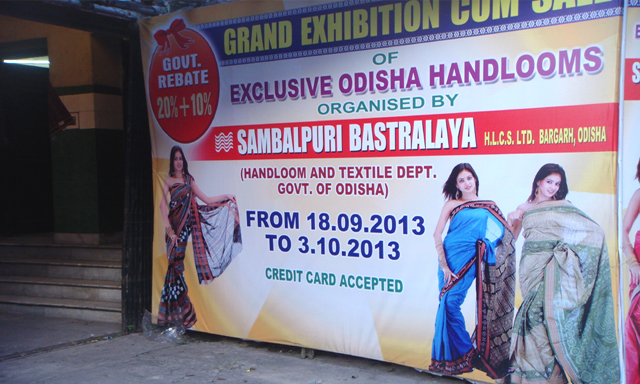 GRAND EXHIBITION CUM SALE
OF
EXCLUSIVE ODISHA HANDLOOMS
ORGANISED BY
SAMBALPURI BASTRALAYA H.L.C.S. LTD. BARGARH, ODISHA
(HANDLOOM AND TEXTILE DEPT.
GOVT. OF ODISHA)
FROM 18.09.2013
TO 3.10.2013
CREDIT CARD ACCEPTED
GOVT.
REBATE
20%+10%